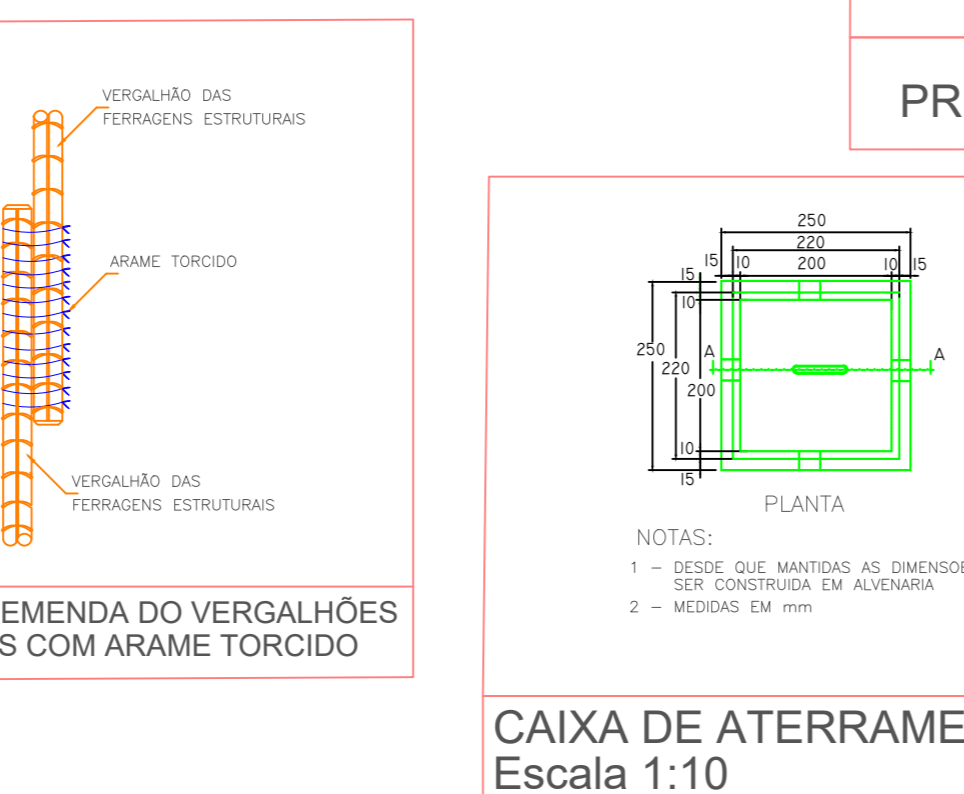 VERGALHÃO DAS
FERRAGENS ESTRUTURAIS
ARAME TORCIDO
VERGALHÃO DAS
FERRAGENS ESTRUTURAIS
EMENDA DO VERGALHÕES
S COM ARAME TORCIDO
PR
250
220
15 10 200 10 15
15
10
250
220
200
A
A
10
15
PLANTA
NOTAS:
1 – DESDE QUE MANTIDAS AS DIMENSOE
SER CONSTRUIDA EM ALVENARIA
2 – MEDIDAS EM mm
CAIXA DE ATERRAME
Escala 1:10